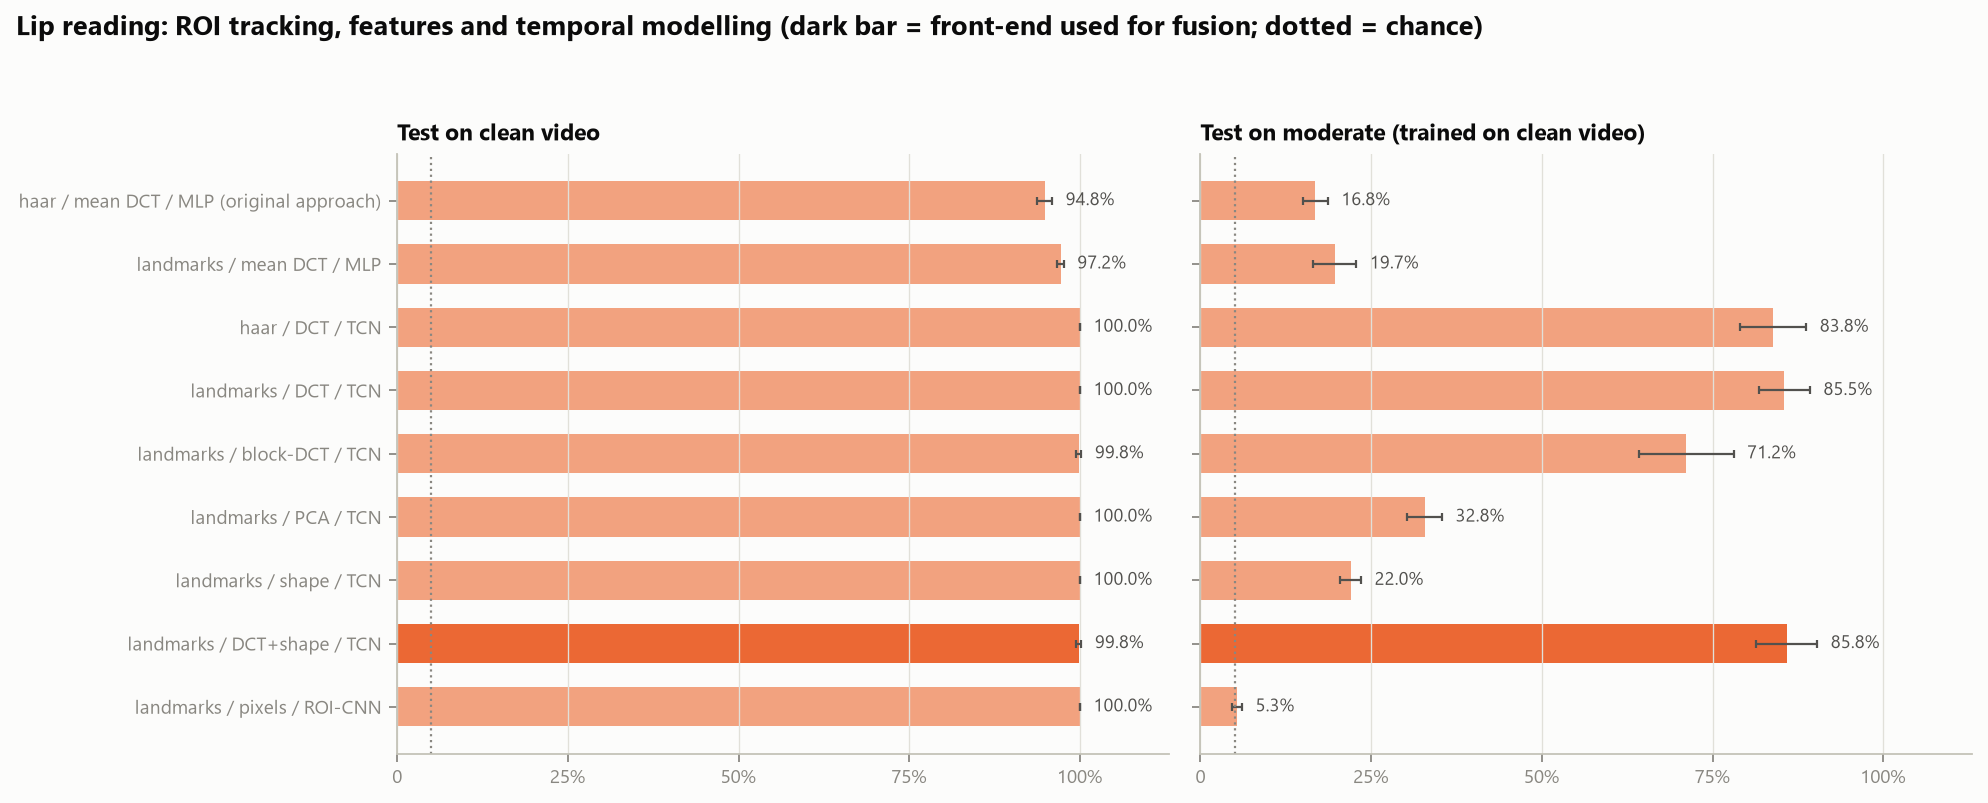 Lip reading: ROI tracking, features and temporal modelling (dark bar = front-end used for fusion; dotted = chance)
Test on clean video
Test on moderate (trained on clean video)
haar / mean DCT / MLP (original approach) 94.8% 16.8%
landmarks / mean DCT / MLP 97.2% 19.7%
haar / DCT / TCN 100.0% 83.8%
landmarks / DCT / TCN 100.0% 85.5%
landmarks / block-DCT / TCN 99.8% 71.2%
landmarks / PCA / TCN 100.0% 32.8%
landmarks / shape / TCN 100.0% 22.0%
landmarks / DCT+shape / TCN 99.8% 85.8%
landmarks / pixels / ROI-CNN 100.0% 5.3%
0 25% 50% 75% 100%
0 25% 50% 75% 100%